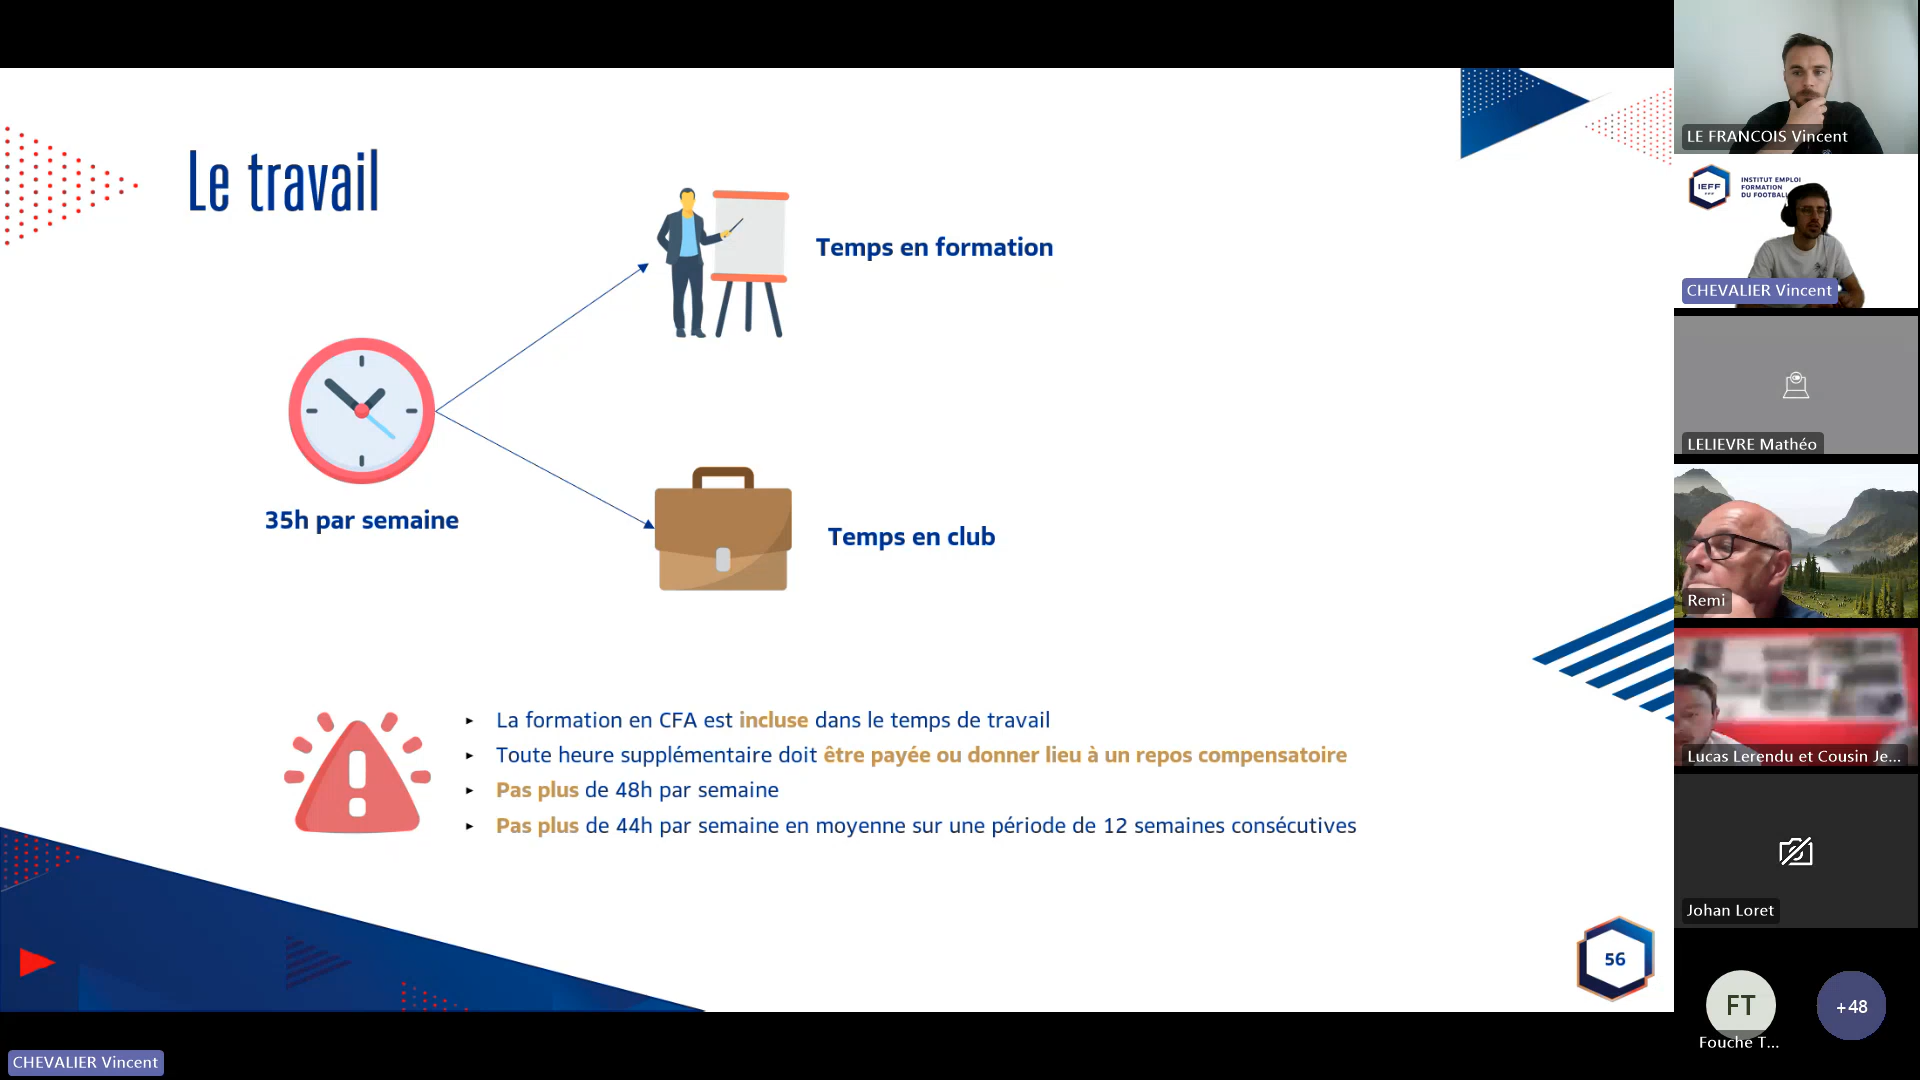 Le travail
Temps en formation
35h par semaine
Temps en club
La formation en CFA est incluse dans le temps de travail
Toute heure supplémentaire doit être payée ou donner lieu à un repos compensatoire
Pas plus de 48h par semaine
Pas plus de 44h par semaine en moyenne sur une période de 12 semaines consécutives
56
CHEVALIER Vincent
LE FRANCOIS Vincent
IEFF
INSTITUT EMPLOI
FORMATION
DU FOOTBALL
CHEVALIER Vincent
LELIEVRE Mathéo
Remi
Lucas Lerendu et Cousin Je...
Johan Loret
FT
Fouche T...
+48